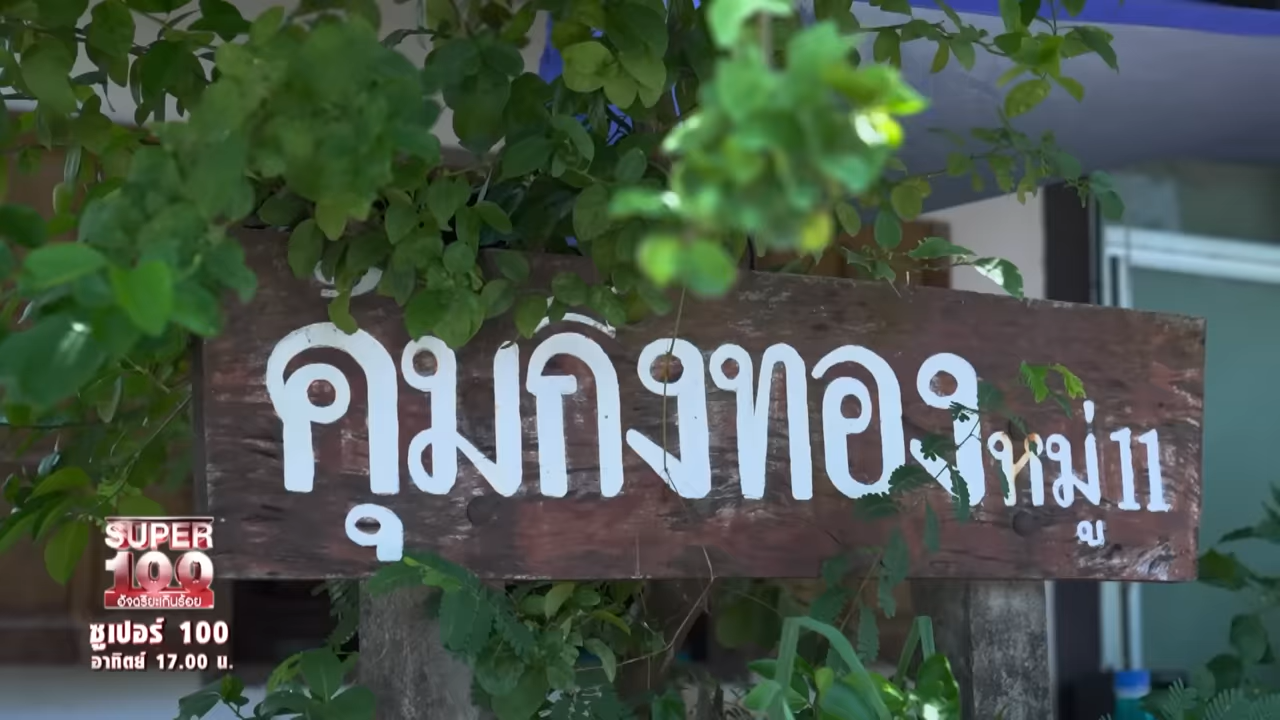 คุ้มกิ่งทอง หมู่ 11
SUPER
100
อัจฉริยะเกินร้อย
ซูเปอร์ 100
อาทิตย์ 17.00 น.